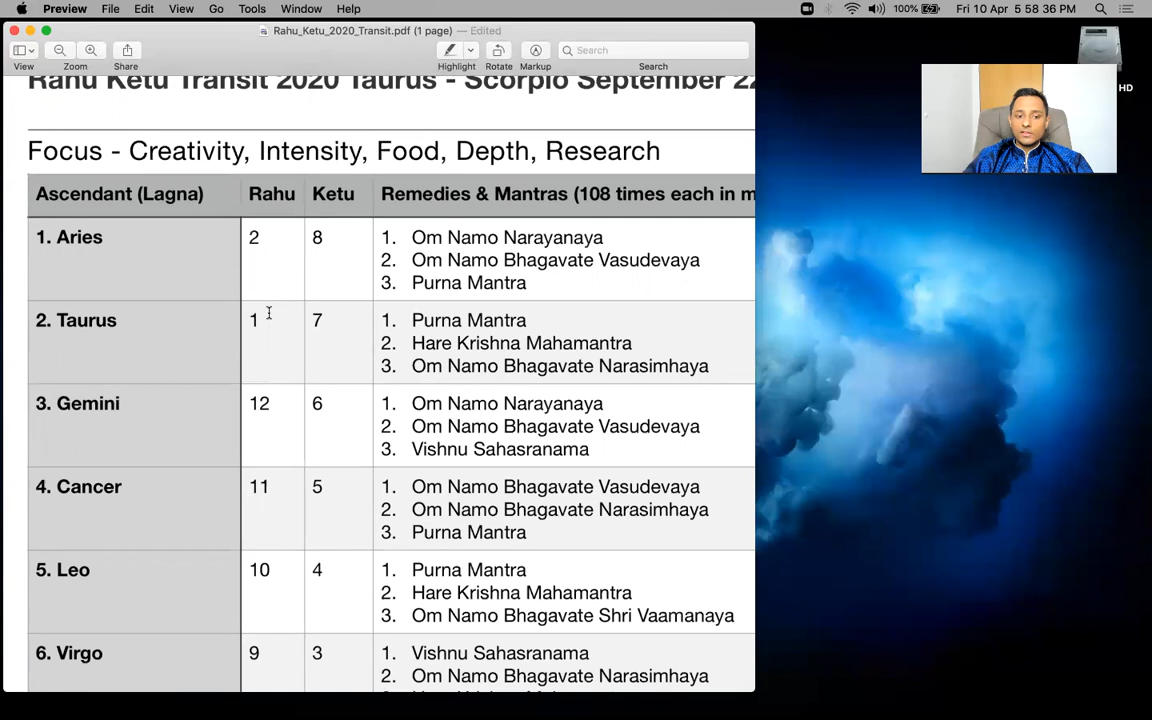 Preview File Edit View Go Tools Window Help 100% Fri 10 Apr 5 58 36 PM
Rahu_Ketu_2020_Transit.pdf (1 page) — Edited
Search
View Zoom Share Highlight Rotate Markup Search
Rahu Ketu Transit 2020 Taurus - Scorpio September 22
HD
Focus - Creativity, Intensity, Food, Depth, Research
Ascendant (Lagna) Rahu Ketu Remedies & Mantras (108 times each in m
1. Aries 2 8 1. Om Namo Narayanaya
2. Om Namo Bhagavate Vasudevaya
3. Purna Mantra
2. Taurus 1 7 1. Purna Mantra
2. Hare Krishna Mahamantra
3. Om Namo Bhagavate Narasimhaya
3. Gemini 12 6 1. Om Namo Narayanaya
2. Om Namo Bhagavate Vasudevaya
3. Vishnu Sahasranama
4. Cancer 11 5 1. Om Namo Bhagavate Vasudevaya
2. Om Namo Bhagavate Narasimhaya
3. Purna Mantra
5. Leo 10 4 1. Purna Mantra
2. Hare Krishna Mahamantra
3. Om Namo Bhagavate Shri Vaamanaya
6. Virgo 9 3 1. Vishnu Sahasranama
2. Om Namo Bhagavate Narasimhaya